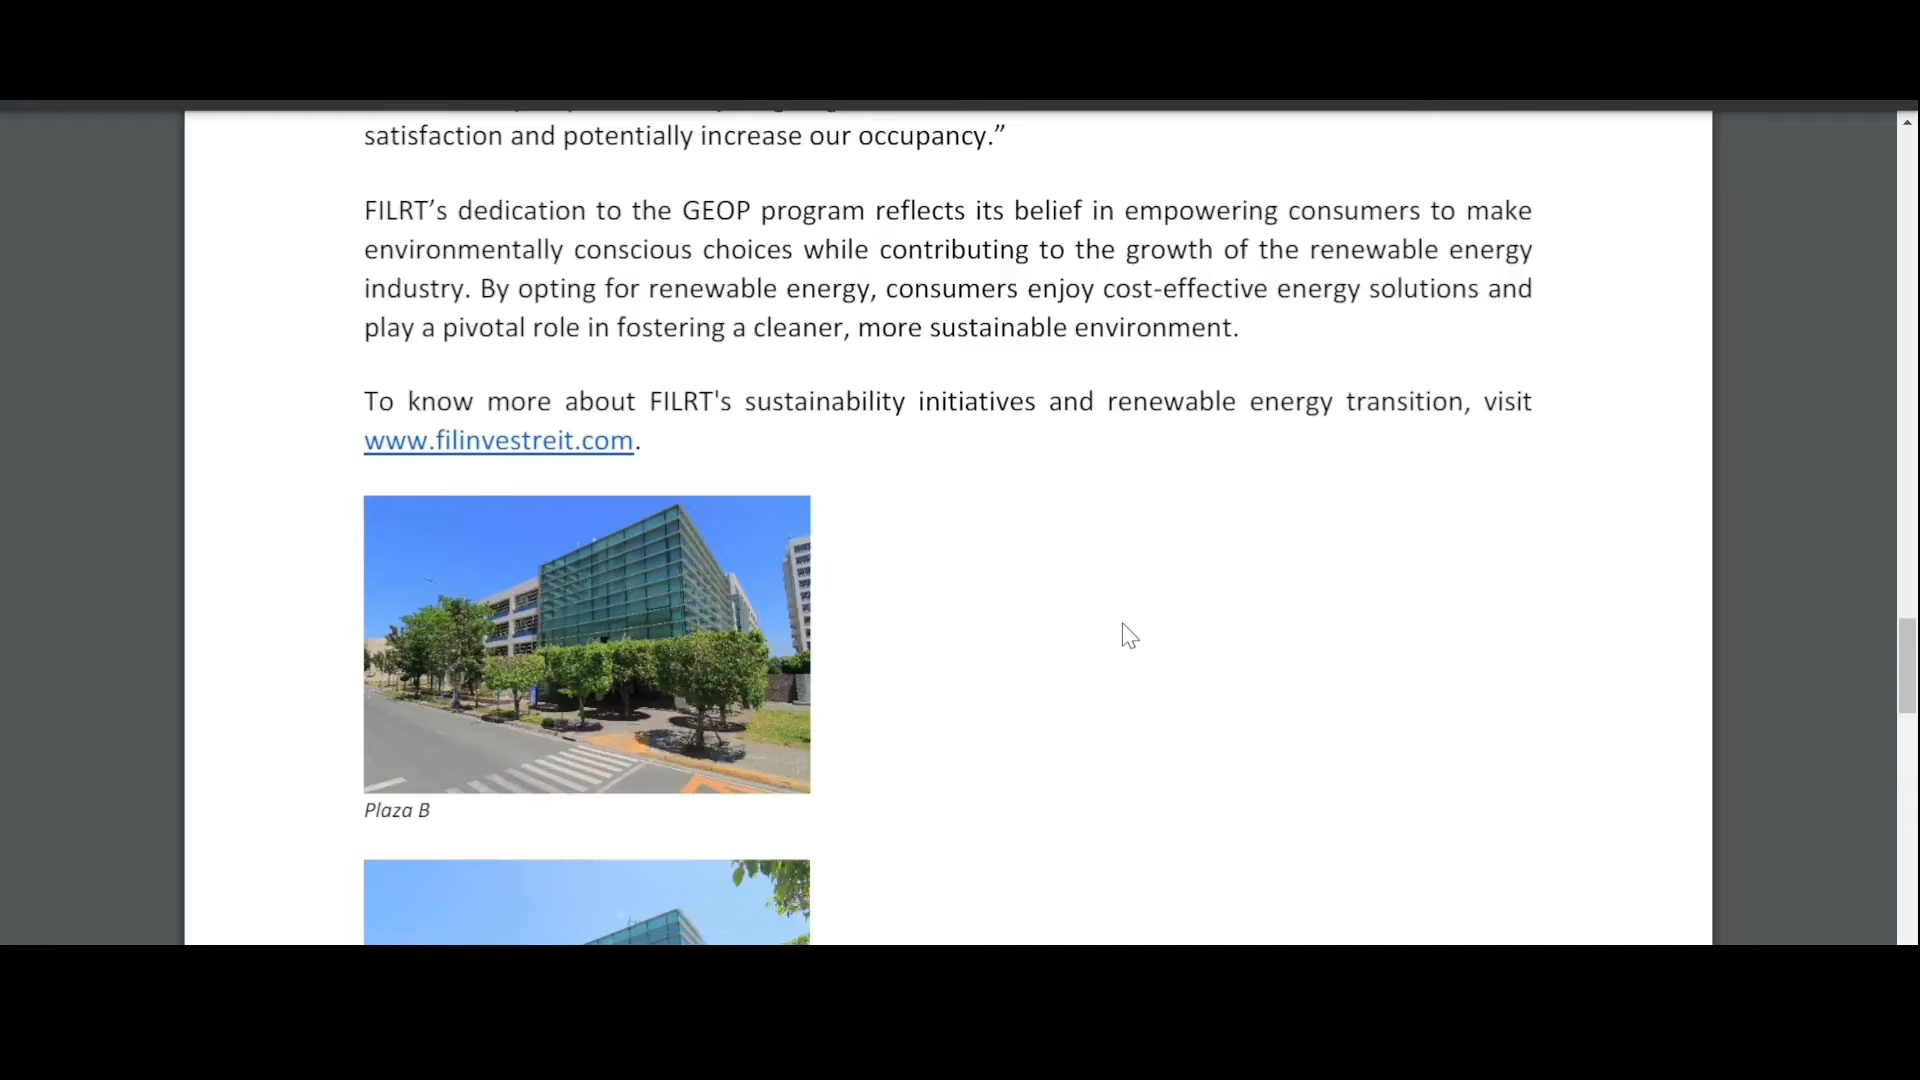 satisfaction and potentially increase our occupancy.”
FILRT’s dedication to the GEOP program reflects its belief in empowering consumers to make
environmentally conscious choices while contributing to the growth of the renewable energy
industry. By opting for renewable energy, consumers enjoy cost-effective energy solutions and
play a pivotal role in fostering a cleaner, more sustainable environment.
To know more about FILRT's sustainability initiatives and renewable energy transition, visit
www.filinvestreit.com.
Plaza B